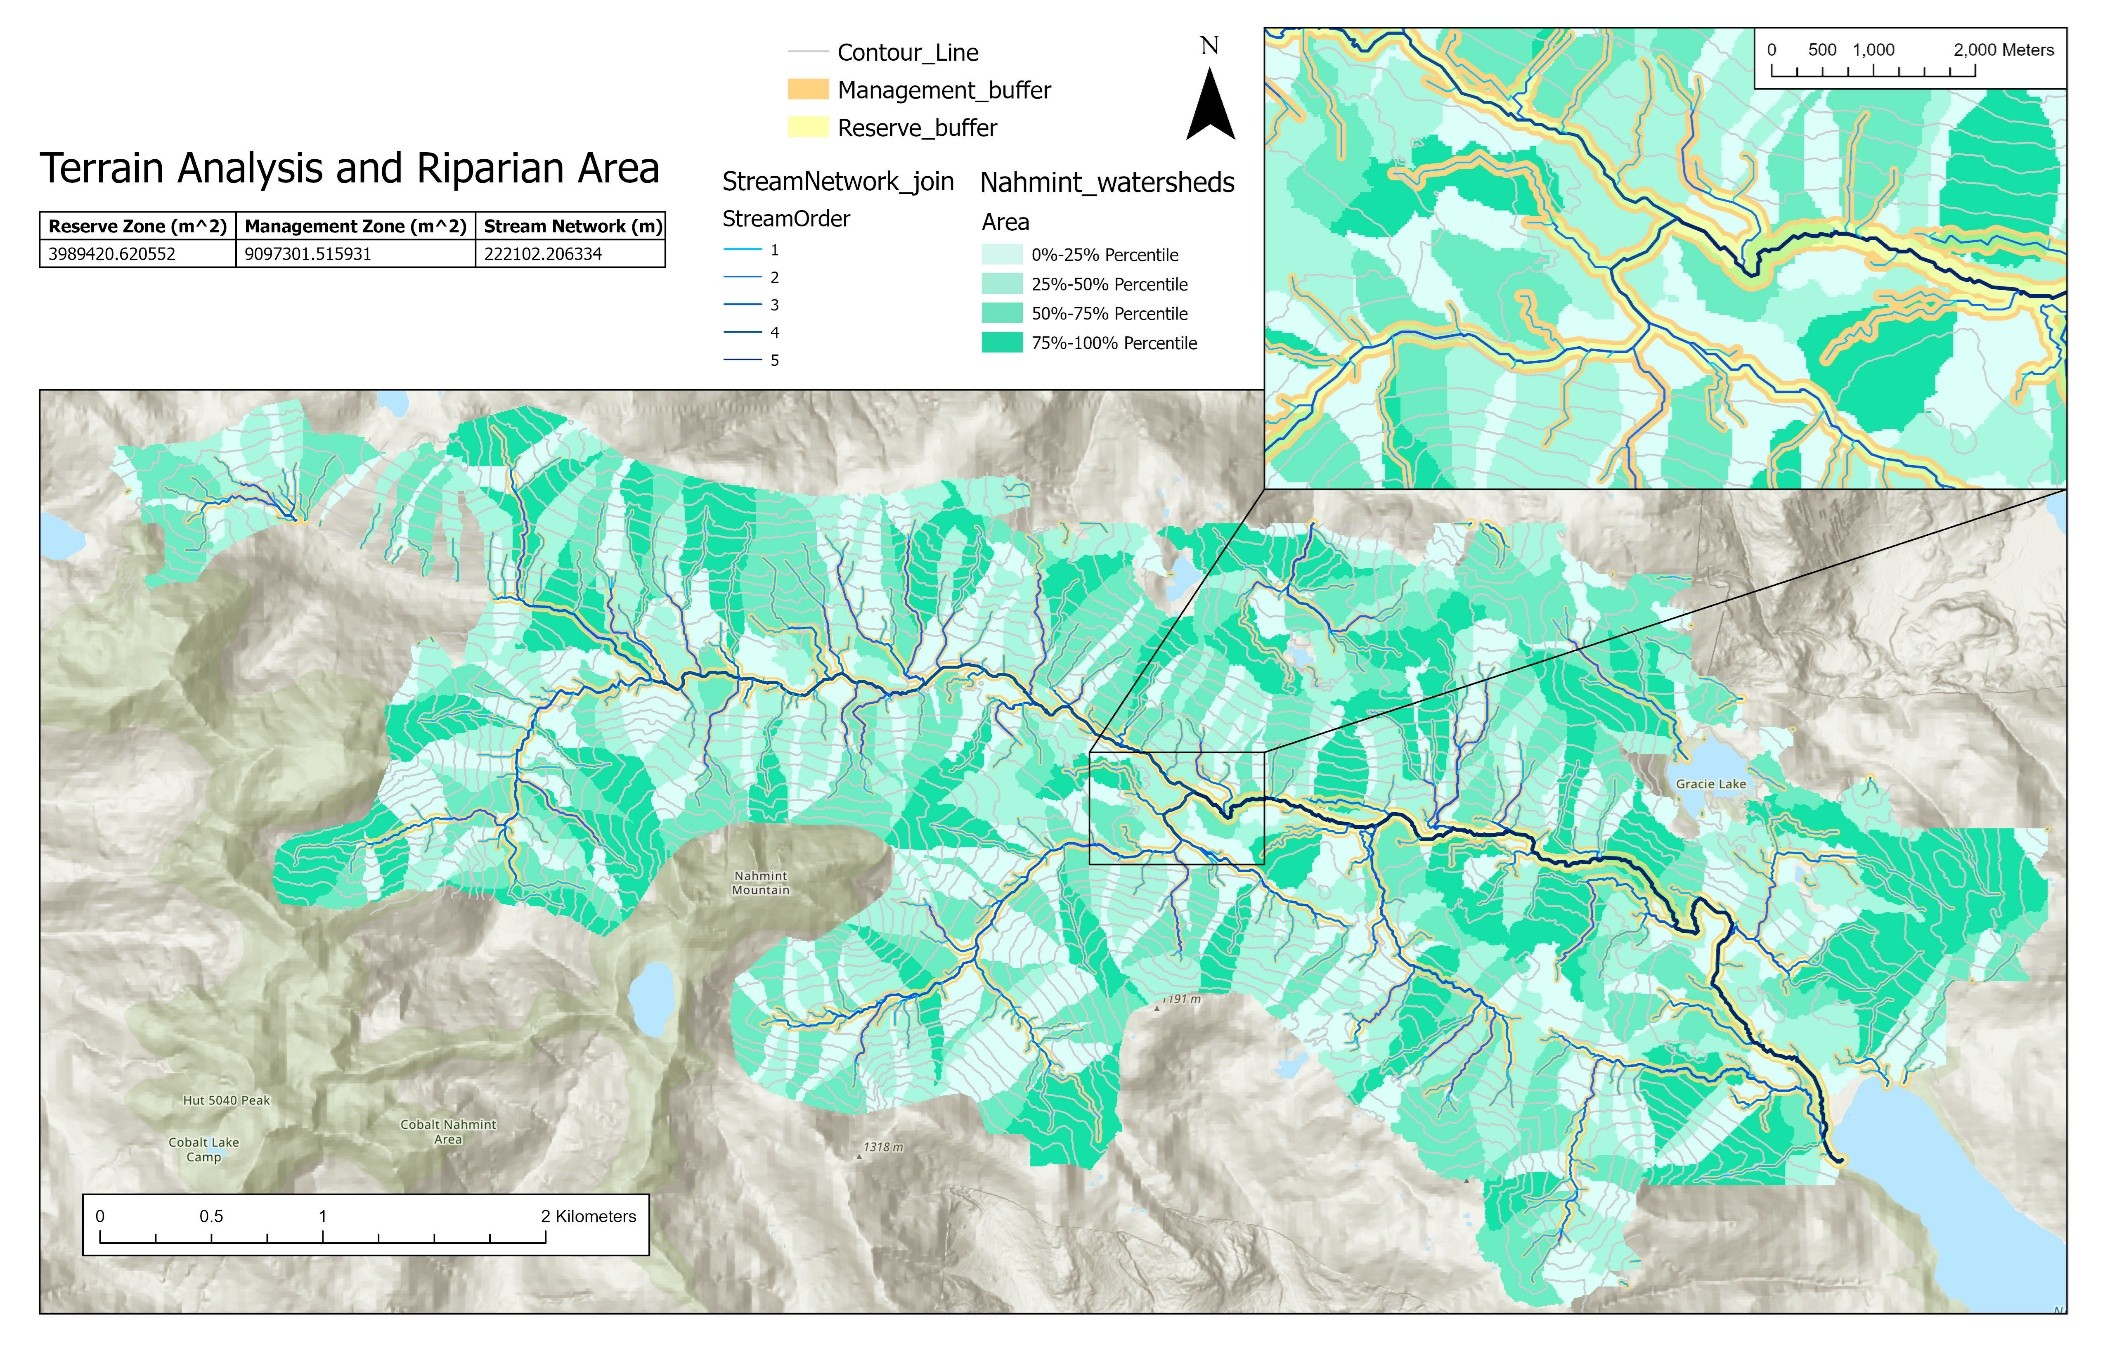 Contour_Line
Management_buffer
Reserve_buffer
N
0 500 1,000 2,000 Meters
Terrain Analysis and Riparian Area
Reserve Zone (m^2) Management Zone (m^2) Stream Network (m)
3989420.620552 9097301.515931 222102.206334
StreamNetwork_join
StreamOrder
1
2
3
4
5
Nahmint_watersheds
Area
0%-25% Percentile
25%-50% Percentile
50%-75% Percentile
75%-100% Percentile
Gracie Lake
Nahmint
Mountain
1191 m
Hut 5040 Peak
Cobalt Lake
Camp
Cobalt Nahmint
Area
1318 m
0 0.5 1 2 Kilometers